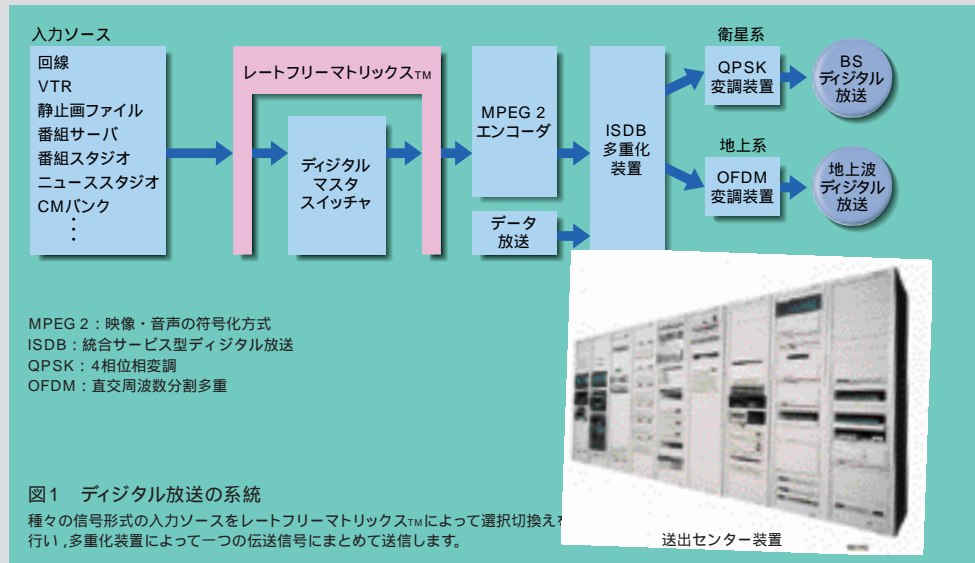 入力ソース
回線
VTR
静止画ファイル
番組サーバ
番組スタジオ
ニューススタジオ
CMバンク
⋮
レートフリーマトリックスTM
ディジタル
マスタ
スイッチャ
MPEG 2
エンコーダ
データ
放送
ISDB
多重化
装置
衛星系
QPSK
変調装置
BS
ディジタル
放送
地上系
OFDM
変調装置
地上波
ディジタル
放送
MPEG 2：映像・音声の符号化方式
ISDB：統合サービス型ディジタル放送
QPSK：4相位相変調
OFDM：直交周波数分割多重
図1　ディジタル放送の系統
種々の信号形式の入力ソースをレートフリーマトリックスTMによって選択切換え
行い,多重化装置によって一つの伝送信号にまとめて送信します。
送出センター装置